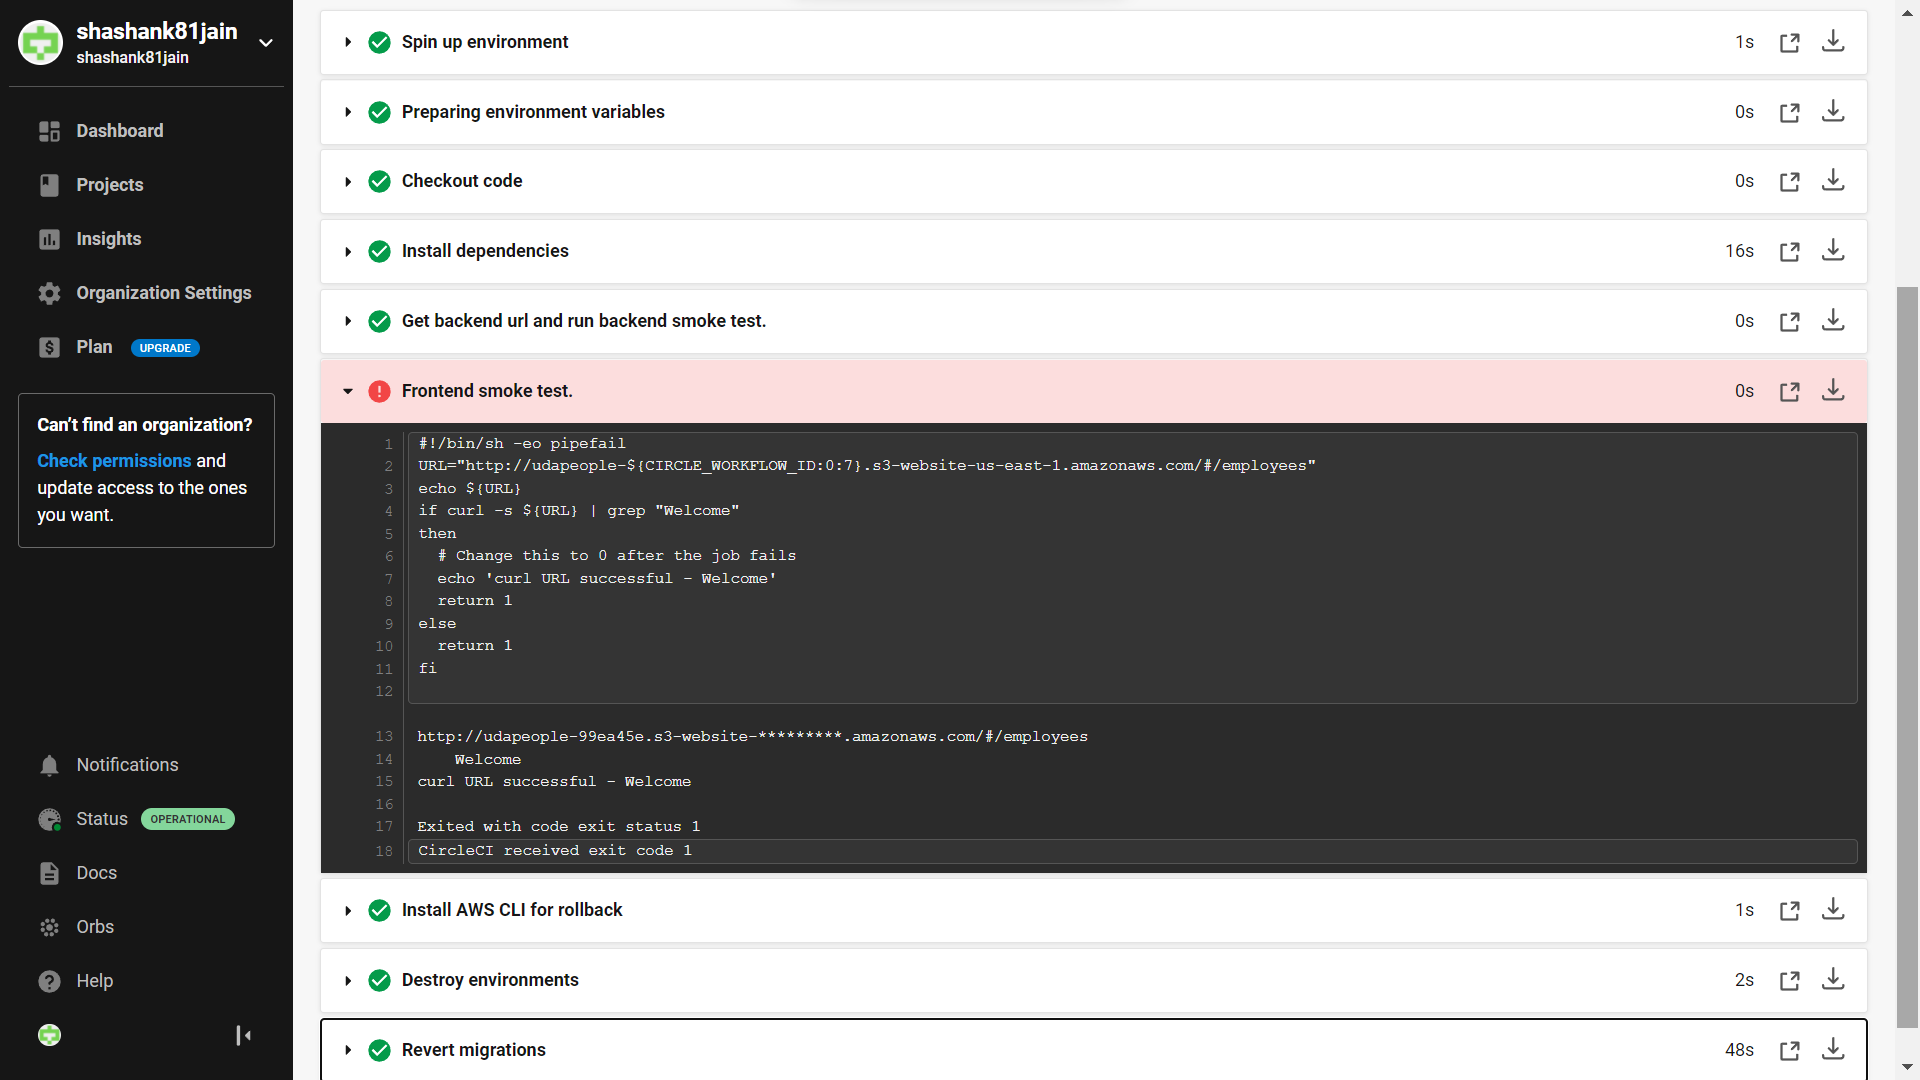 shashank81jain
shashank81jain
Dashboard
Projects
Insights
Organization Settings
Plan UPGRADE
Can't find an organization?
Check permissions and
update access to the ones
you want.
Notifications
Status OPERATIONAL
Docs
Orbs
Help
Spin up environment 1s
Preparing environment variables 0s
Checkout code 0s
Install dependencies 16s
Get backend url and run backend smoke test. 0s
Frontend smoke test. 0s
1 #!/bin/sh -eo pipefail
2 URL="http://udapeople-${CIRCLE_WORKFLOW_ID:0:7}.s3-website-us-east-1.amazonaws.com/#/employees"
3 echo ${URL}
4 if curl -s ${URL} | grep "Welcome"
5 then
6   # Change this to 0 after the job fails
7   echo 'curl URL successful - Welcome'
8   return 1
9 else
10   return 1
11 fi
12
13 http://udapeople-99ea45e.s3-website-*********.amazonaws.com/#/employees
14     Welcome
15 curl URL successful - Welcome
16
17 Exited with code exit status 1
18 CircleCI received exit code 1
Install AWS CLI for rollback 1s
Destroy environments 2s
Revert migrations 48s